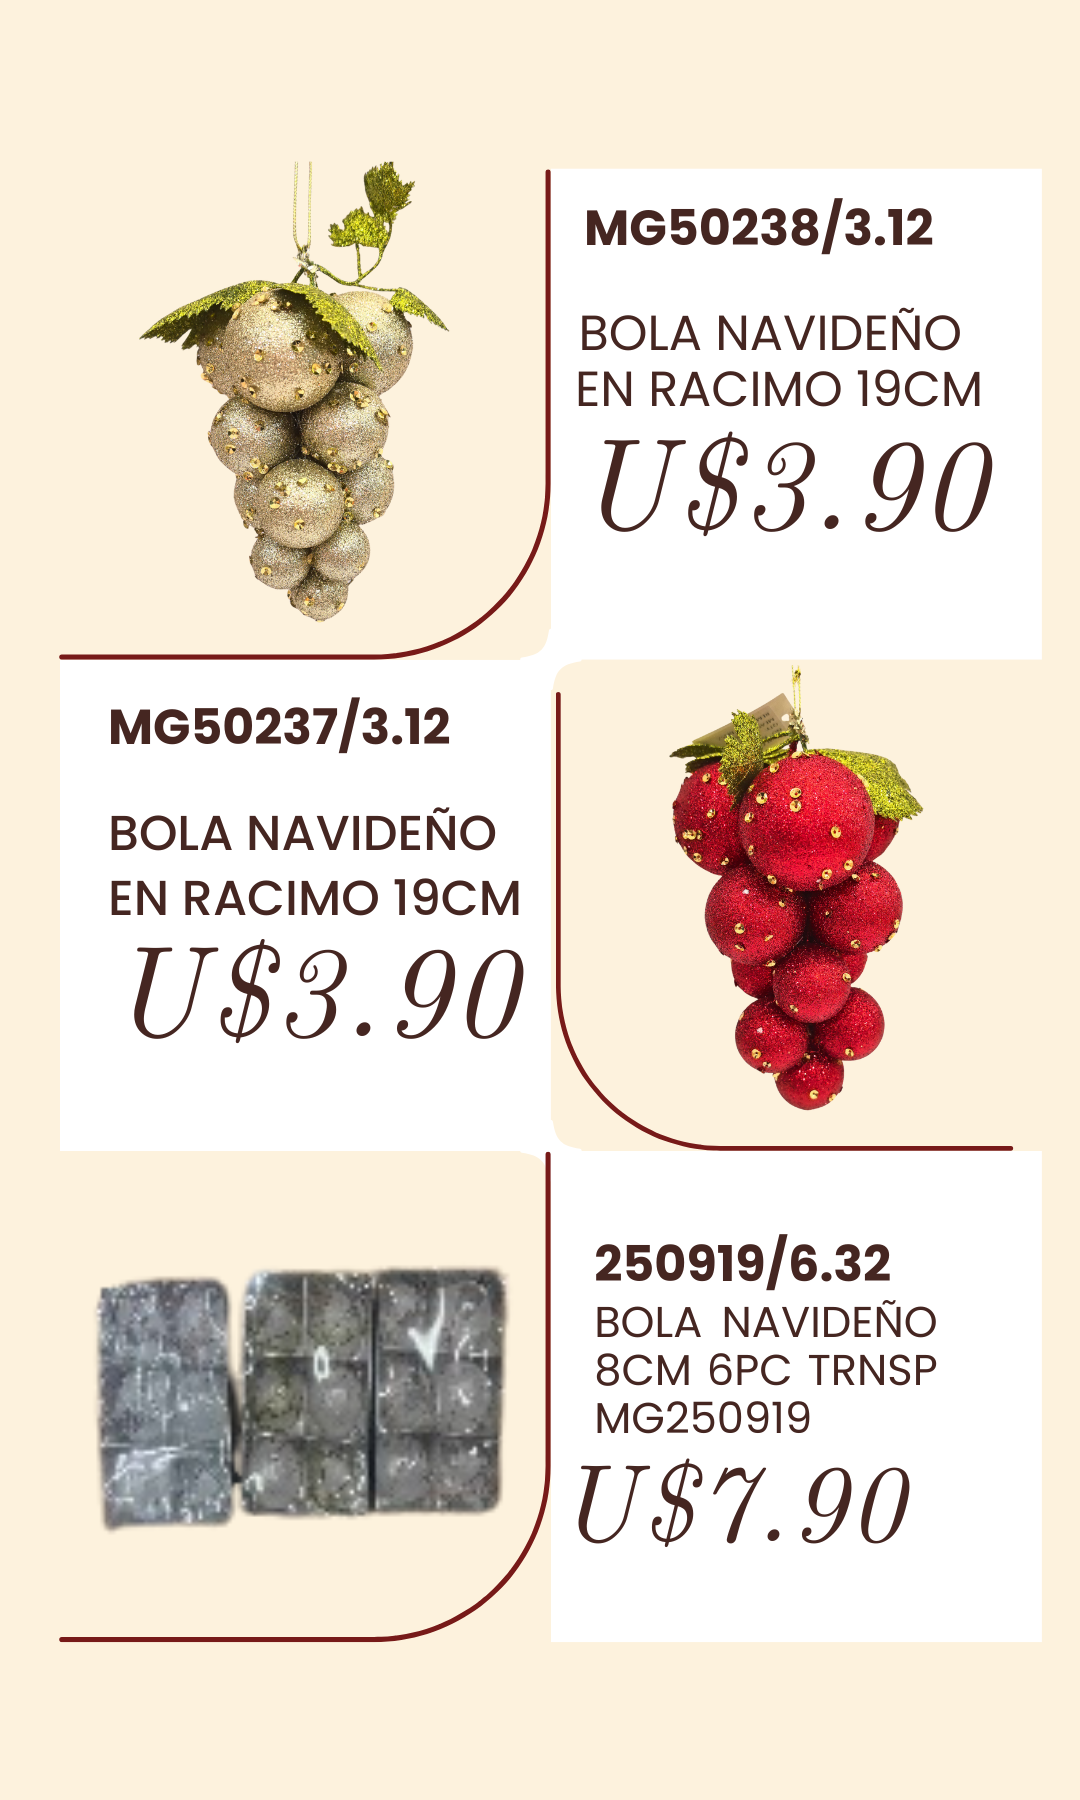 MG50238/3.12
BOLA NAVIDEÑO
EN RACIMO 19CM
U$3.90
MG50237/3.12
BOLA NAVIDEÑO
EN RACIMO 19CM
U$3.90
250919/6.32
BOLA NAVIDEÑO
8CM 6PC TRNSP
MG250919
U$7.90